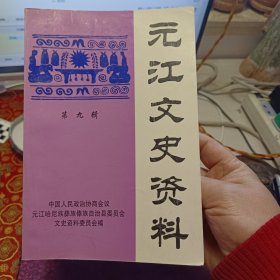 元江文史资料
第九辑
中国人民政治协商会议
元江哈尼族彝族傣族自治县委员会
文史资料委员会编